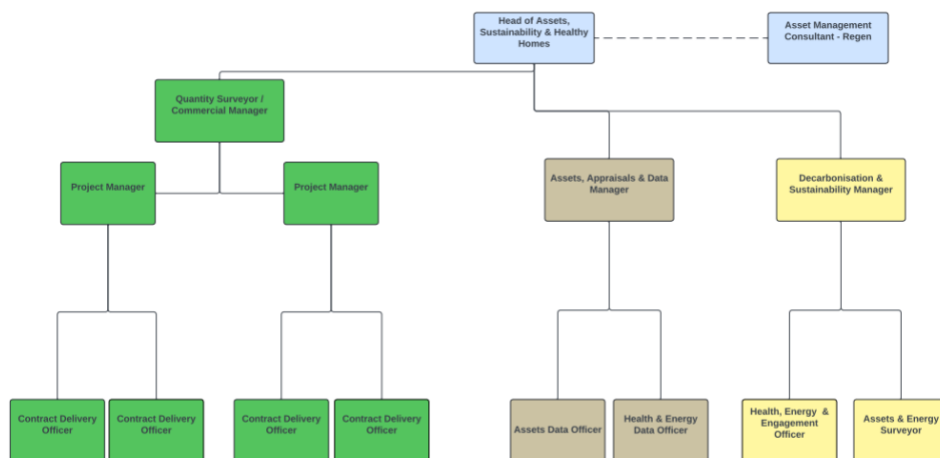 Head of Assets,
Sustainability & Healthy
Homes
Asset Management
Consultant - Regen
Quantity Surveyor /
Commercial Manager
Project Manager
Project Manager
Assets, Appraisals & Data
Manager
Decarbonisation &
Sustainability Manager
Contract Delivery
Officer
Contract Delivery
Officer
Contract Delivery
Officer
Contract Delivery
Officer
Assets Data Officer
Health & Energy
Data Officer
Health, Energy &
Engagement
Officer
Assets & Energy
Surveyor